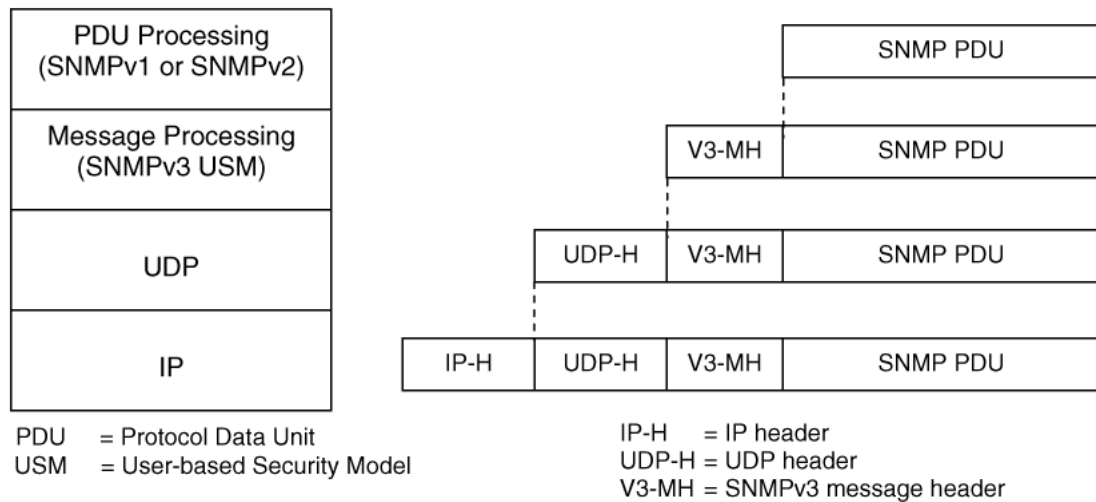 PDU Processing
(SNMPv1 or SNMPv2)
SNMP PDU
Message Processing
(SNMPv3 USM)
V3-MH SNMP PDU
UDP
UDP-H V3-MH SNMP PDU
IP
IP-H UDP-H V3-MH SNMP PDU
PDU = Protocol Data Unit
USM = User-based Security Model
IP-H = IP header
UDP-H = UDP header
V3-MH = SNMPv3 message header